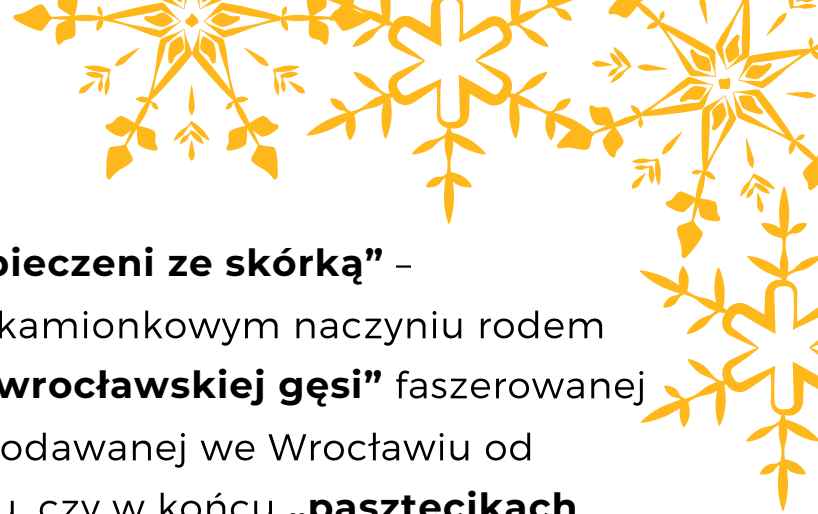 pieczeni ze skórką” –
kamionkowym naczyniu rodem
wrocławskiej gęsi” faszerowanej
odawanej we Wrocławiu od
u, czy w końcu „pasztecikach